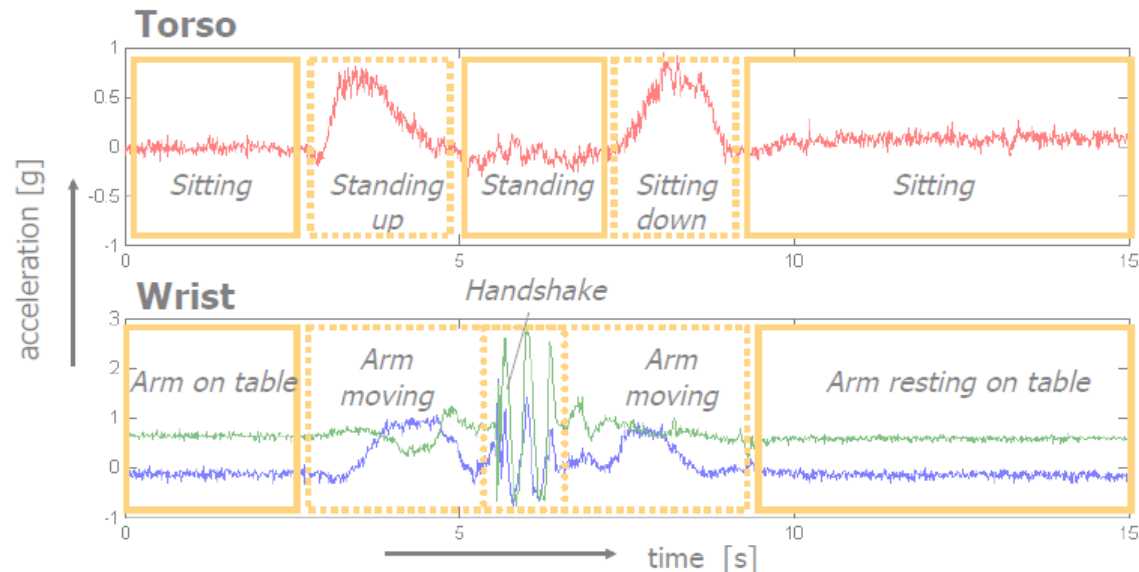 Torso
acceleration [g]
1
0.5
0
-0.5
-1
Sitting
Standing
up
Standing
Sitting
down
Sitting
0
5
10
15
Wrist
Handshake
3
2
1
0
-1
Arm on table
Arm
moving
Arm
moving
Arm resting on table
0
5
10
15
time [s]